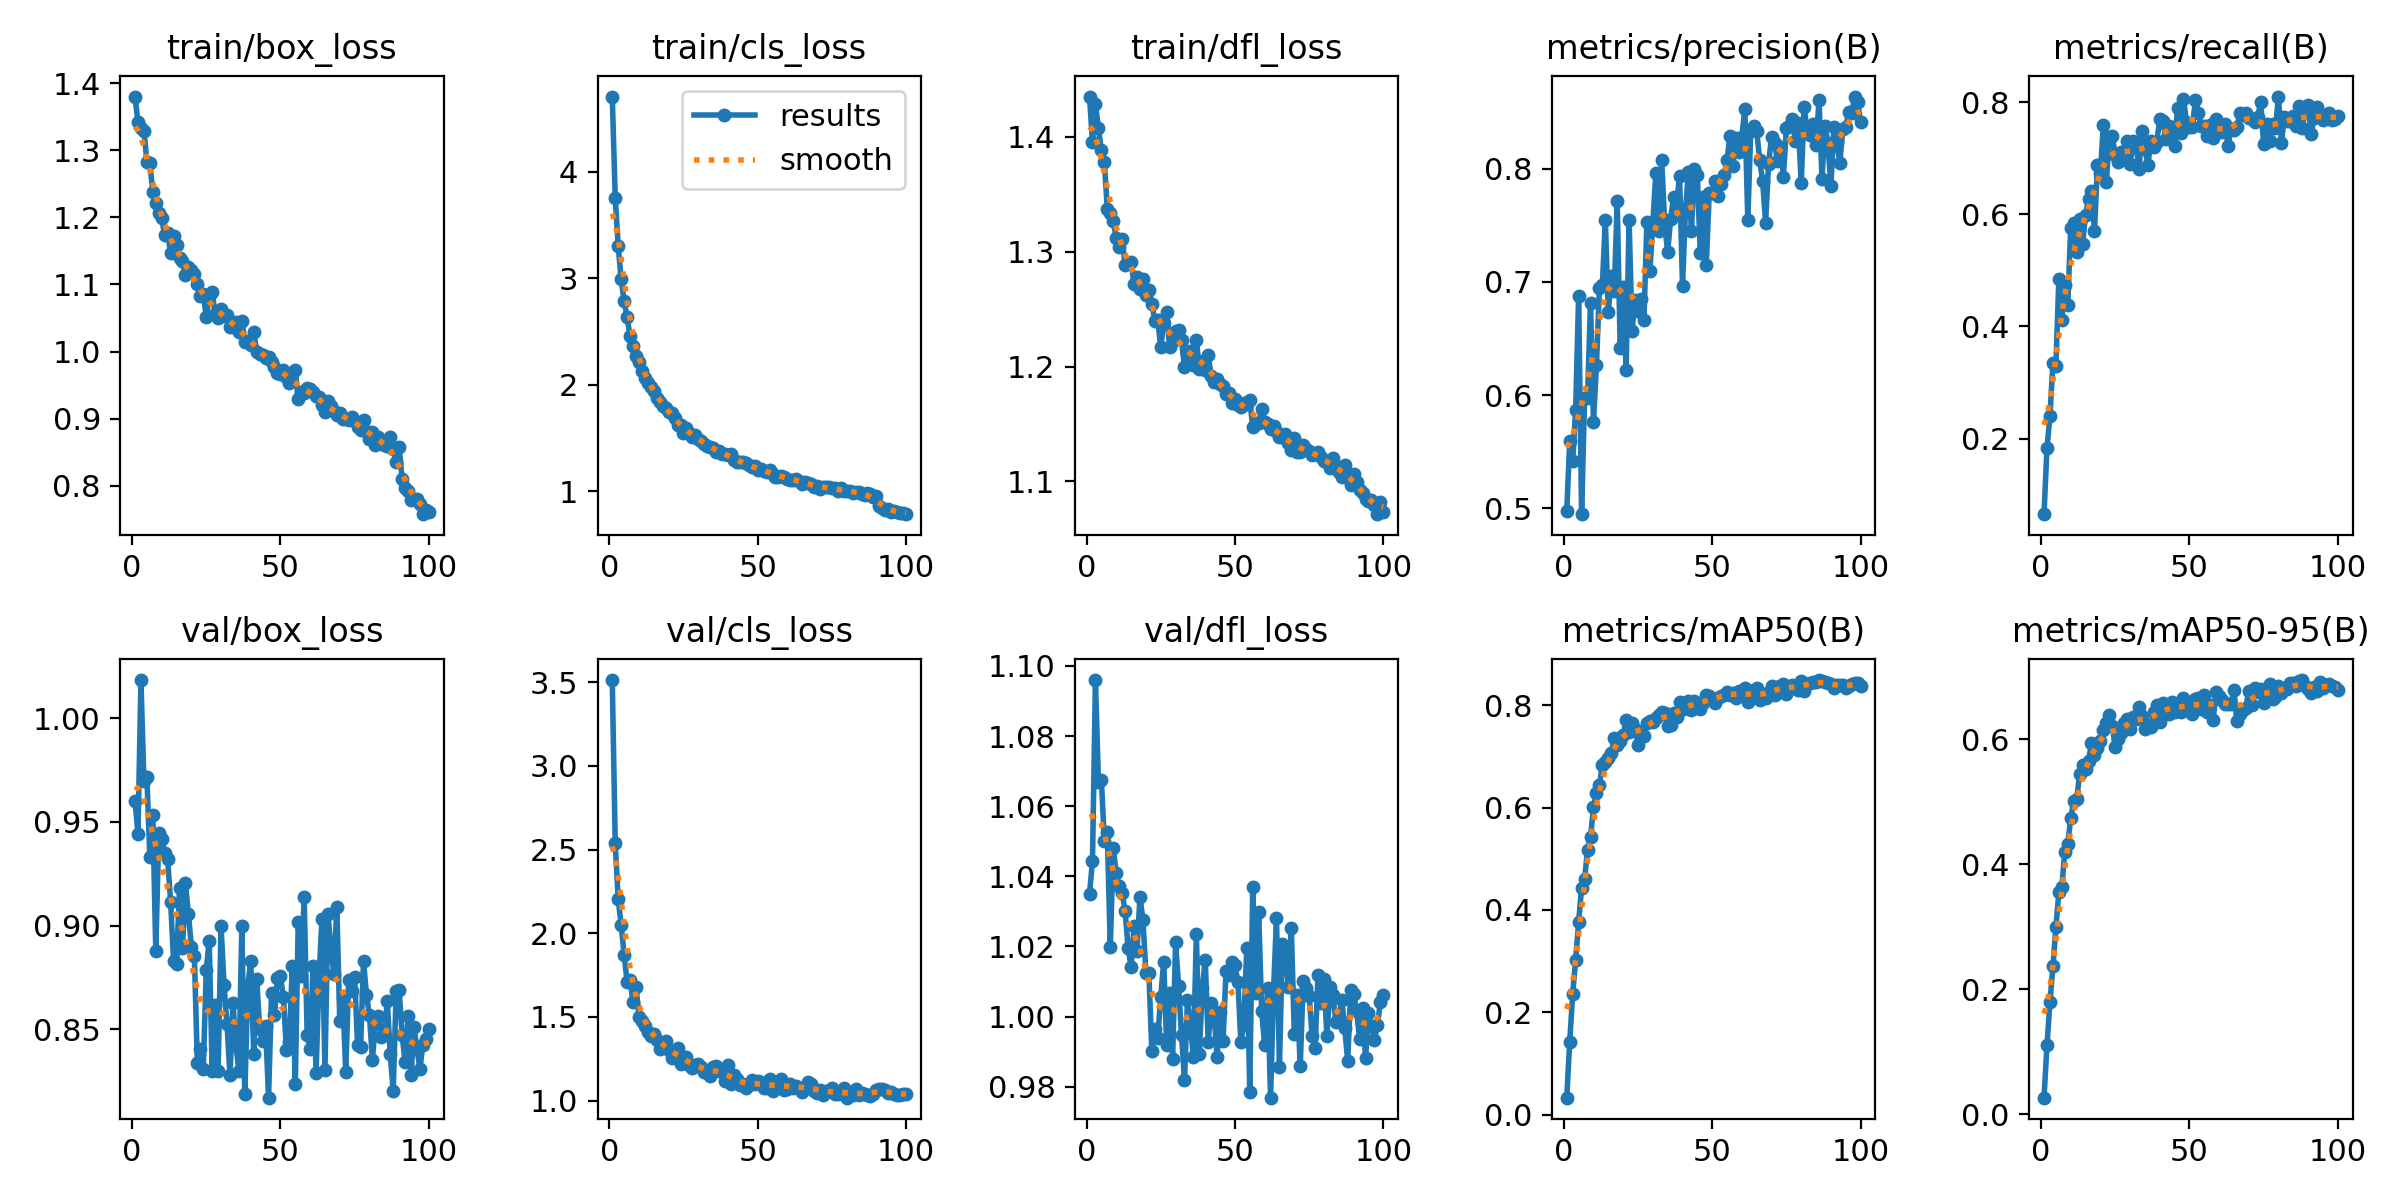 train/box_loss
train/cls_loss
train/dfl_loss
metrics/precision(B)
metrics/recall(B)
1.4
1.3
1.2
1.1
1.0
0.9
0.8
0 50 100
results
smooth
4
3
2
1
0 50 100
1.4
1.3
1.2
1.1
0 50 100
0.8
0.7
0.6
0.5
0 50 100
0.8
0.6
0.4
0.2
0 50 100
val/box_loss
val/cls_loss
val/dfl_loss
metrics/mAP50(B)
metrics/mAP50-95(B)
1.00
0.95
0.90
0.85
0 50 100
3.5
3.0
2.5
2.0
1.5
1.0
0 50 100
1.10
1.08
1.06
1.04
1.02
1.00
0.98
0 50 100
0.8
0.6
0.4
0.2
0.0
0 50 100
0.6
0.4
0.2
0.0
0 50 100